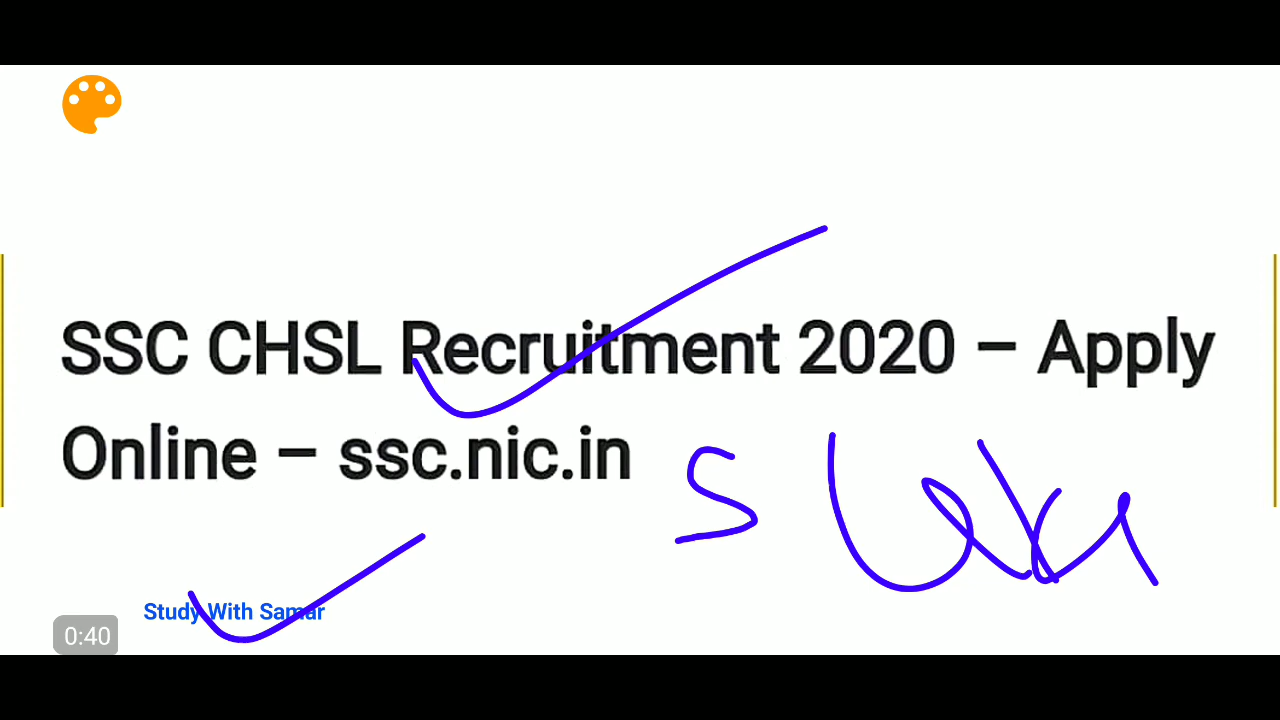 SSC CHSL Recruitment 2020 – Apply
Online – ssc.nic.in
Study With Samar
0:40